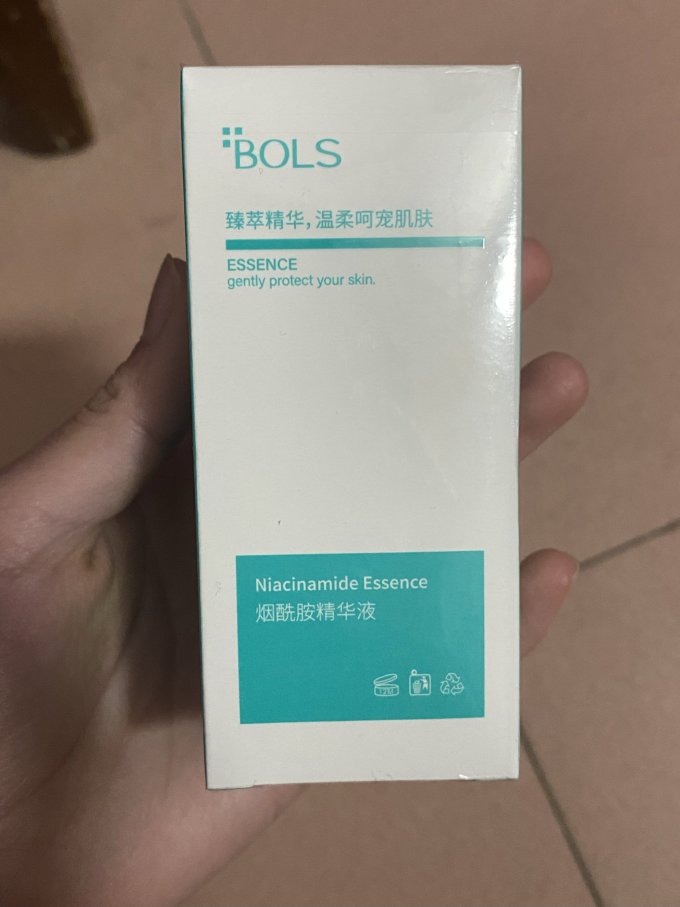 BOLS
臻萃精华，温柔呵宠肌肤
ESSENCE
gently protect your skin.
Niacinamide Essence
烟酰胺精华液
12M